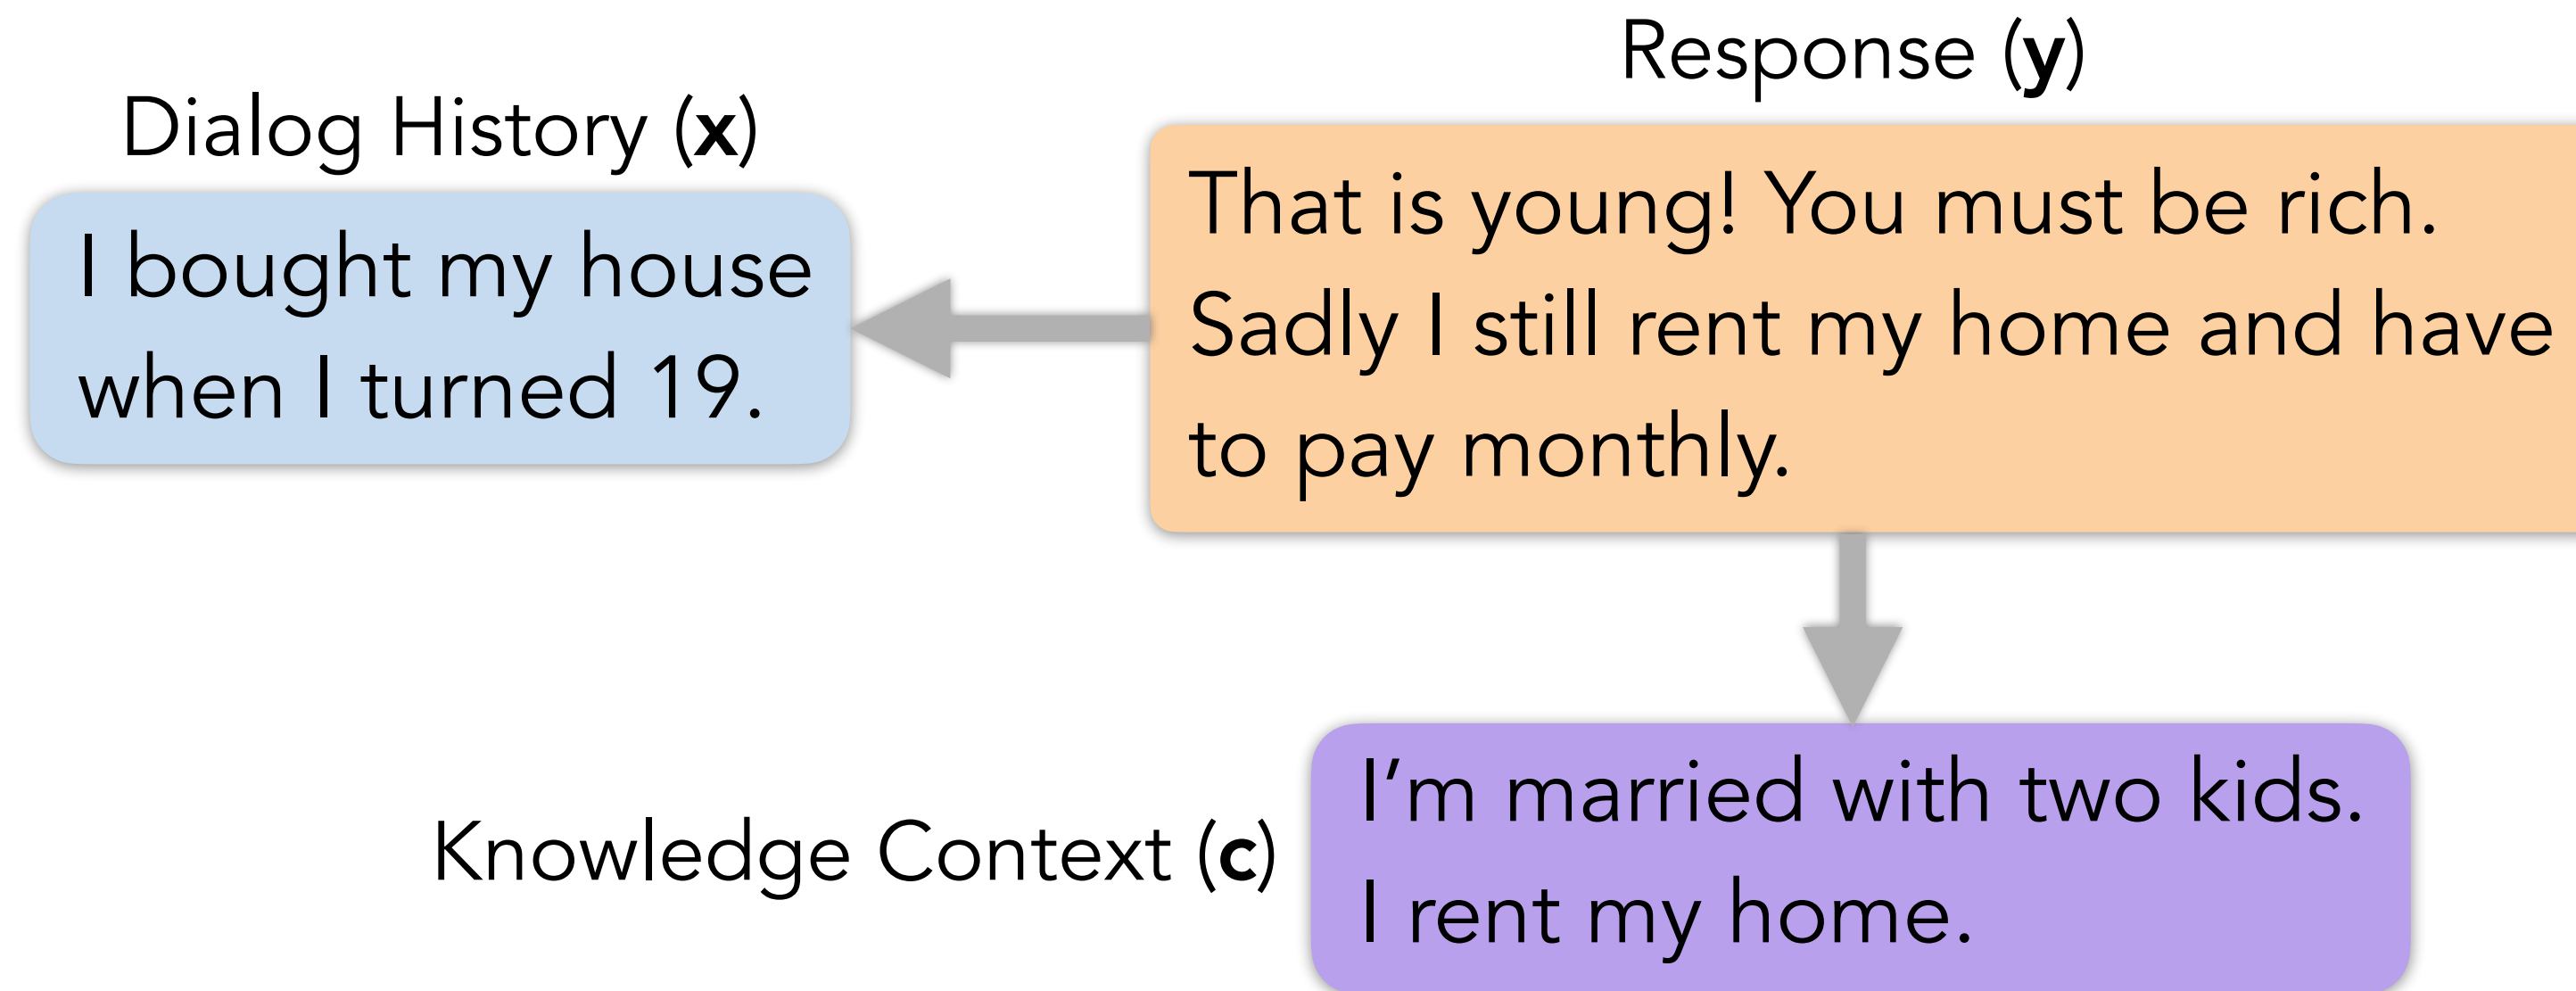 Dialog History (x)
I bought my house
when I turned 19.
Response (y)
That is young! You must be rich.
Sadly I still rent my home and have
to pay monthly.
Knowledge Context (c)
I’m married with two kids.
I rent my home.